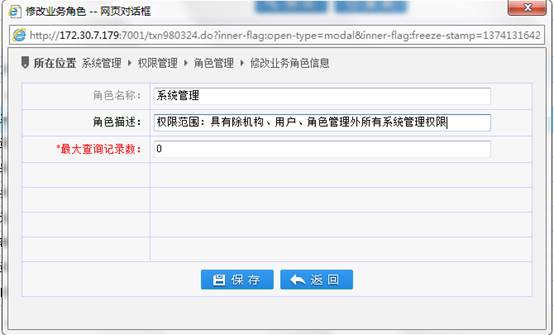 修改业务角色 -- 网页对话框
http://172.30.7.179:7001/txn980324.do?inner-flag:open-type=modal&inner-flag:freeze-stamp=1374131642
所在位置 系统管理 权限管理 角色管理 修改业务角色信息
角色名称： 系统管理
角色描述： 权限范围：具有除机构、用户、角色管理外所有系统管理权限
*最大查询记录数： 0
保存 返回